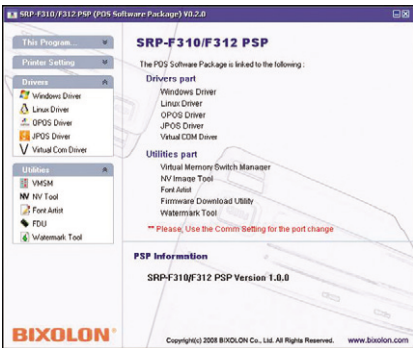 SRP-F310/F312 PSP (POS Software Package) V0.2.0
This Program...
Printer Setting
Drivers
Windows Driver
Linux Driver
OPOS Driver
JPOS Driver
Virtual Com Driver
Utilities
VMSM
NV NV Tool
Font Artist
FDU
Watermark Tool
SRP-F310/F312 PSP
The POS Software Package is linked to the following :
Drivers part
Windows Driver
Linux Driver
OPOS Driver
JPOS Driver
Virtual COM Driver
Utilities part
Virtual Memory Switch Manager
NV Image Tool
Font Artist
Firmware Download Utility
Watermark Tool
** Please, Use the Comm Setting for the port change
PSP Information
SRP-F310/F312 PSP Version 1.0.0
BIXOLON®
Copyright(c) 2008 BIXOLON Co., Ltd. All Rights Reserved.
www.bixolon.com